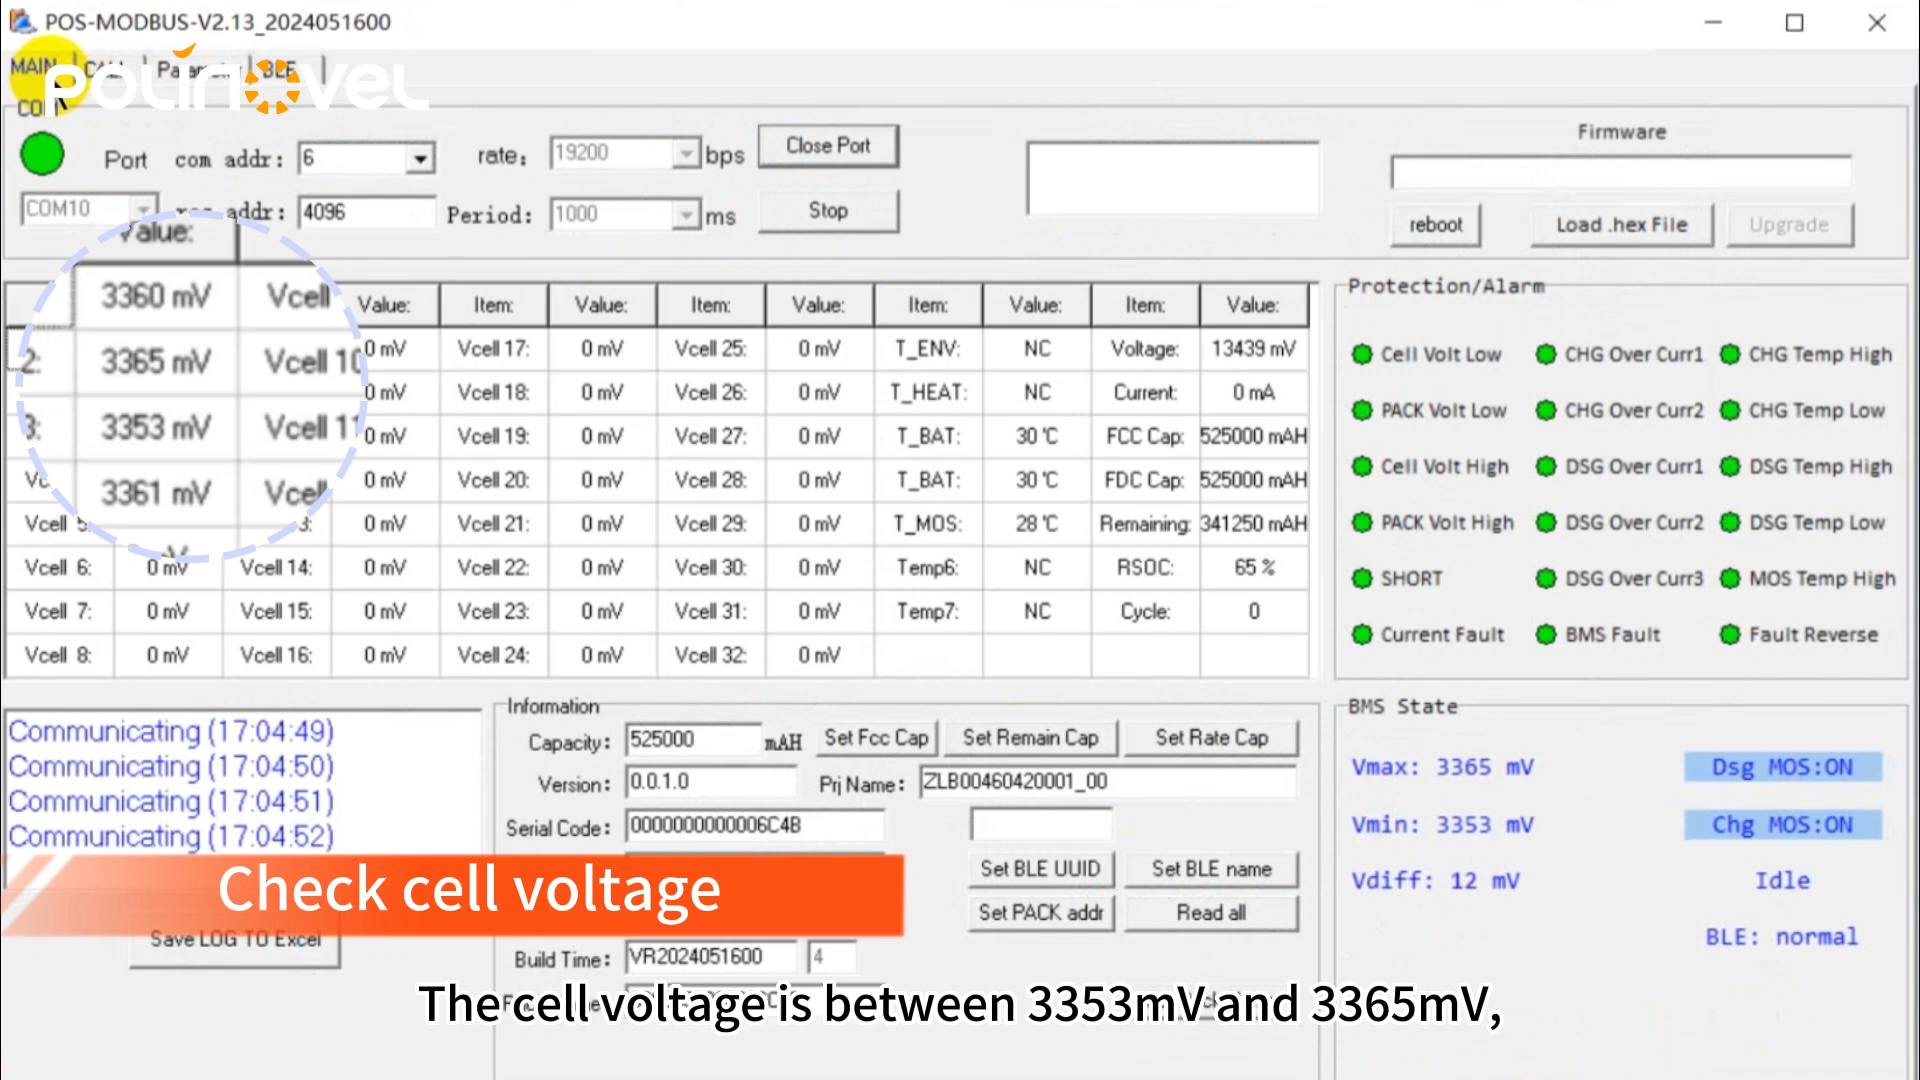 POS-MODBUS-V2.13_2024051600
MAIN BLE
POLINOVEL
Port com addr: 6 rate: 19200 bps Close Port
COM10 addr: 4096 Period: 1000 ms Stop
Firmware
reboot Load .hex File Upgrade
Value:
3360 mV Vcell
2: 3365 mV Vcell 10
3: 3353 mV Vcell 11
3361 mV Vcell
Value: Item: Value: Item: Value: Item: Value: Item: Value:
0 mV Vcell 17: 0 mV Vcell 25: 0 mV T_ENV: NC Voltage: 13439 mV
0 mV Vcell 18: 0 mV Vcell 26: 0 mV T_HEAT: NC Current: 0 mA
0 mV Vcell 19: 0 mV Vcell 27: 0 mV T_BAT: 30 ℃ FCC Cap: 525000 mAH
0 mV Vcell 20: 0 mV Vcell 28: 0 mV T_BAT: 30 ℃ FDC Cap: 525000 mAH
Vcell 5: 0 mV Vcell 21: 0 mV Vcell 29: 0 mV T_MOS: 28 ℃ Remaining: 341250 mAH
Vcell 6: 0 mV Vcell 14: 0 mV Vcell 22: 0 mV Vcell 30: 0 mV Temp6: NC RSOC: 65 %
Vcell 7: 0 mV Vcell 15: 0 mV Vcell 23: 0 mV Vcell 31: 0 mV Temp7: NC Cycle: 0
Vcell 8: 0 mV Vcell 16: 0 mV Vcell 24: 0 mV Vcell 32: 0 mV
Protection/Alarm
Cell Volt Low CHG Over Curr1 CHG Temp High
PACK Volt Low CHG Over Curr2 CHG Temp Low
Cell Volt High DSG Over Curr1 DSG Temp High
PACK Volt High DSG Over Curr2 DSG Temp Low
SHORT DSG Over Curr3 MOS Temp High
Current Fault BMS Fault Fault Reverse
Communicating (17:04:49)
Communicating (17:04:50)
Communicating (17:04:51)
Communicating (17:04:52)
Check cell voltage
Save LOG TO Excel
Information
Capacity: 525000 mAH Set Fcc Cap Set Remain Cap Set Rate Cap
Version: 0.0.1.0 Prj Name: ZLB00460420001_00
Serial Code: 0000000000006C4B
Set BLE UUID Set BLE name
Set PACK addr Read all
Build Time: VR2024051600 4
BMS State
Vmax: 3365 mV Dsg MOS:ON
Vmin: 3353 mV Chg MOS:ON
Vdiff: 12 mV Idle
BLE: normal
The cell voltage is between 3353mV and 3365mV,